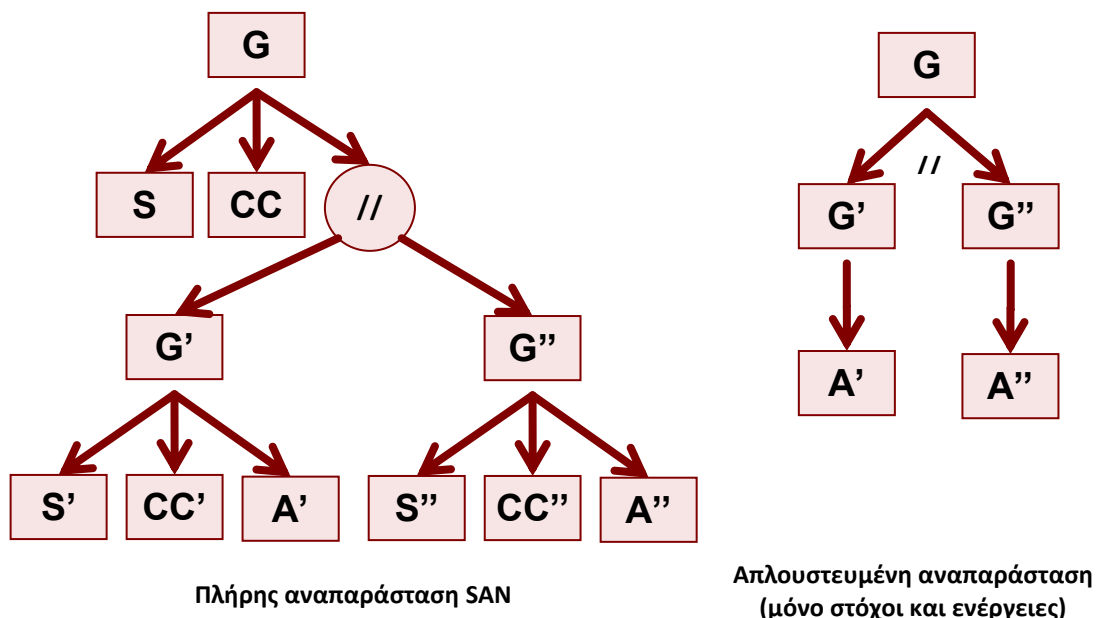 G
S CC //
G’ G’’
S’ CC’ A’ S’’ CC’’ A’’
Πλήρης αναπαράσταση SAN
G
//
G’ G’’
A’ A’’
Απλουστευμένη αναπαράσταση
(μόνο στόχοι και ενέργειες)